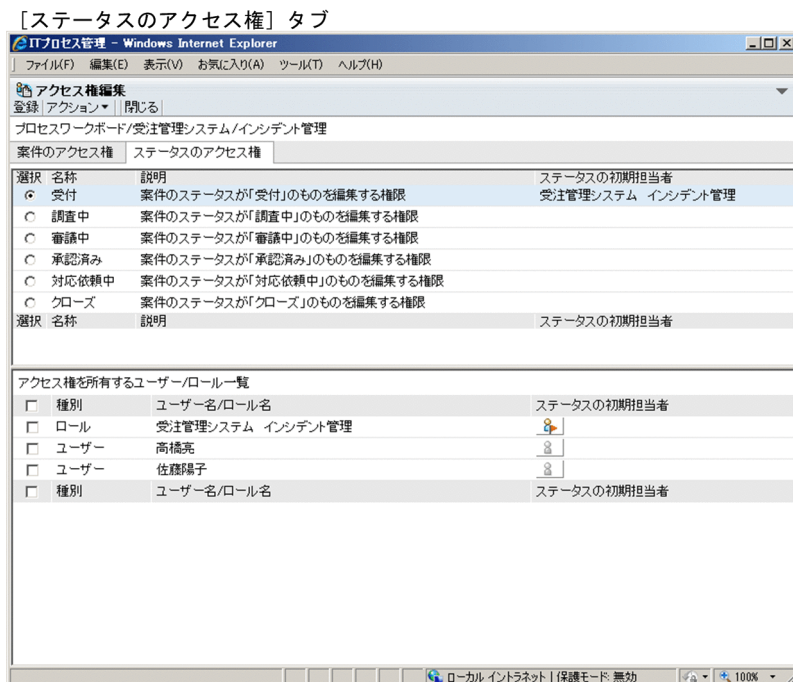 ［ステータスのアクセス権］タブ
ITプロセス管理 - Windows Internet Explorer
ファイル(F) 編集(E) 表示(V) お気に入り(A) ツール(T) ヘルプ(H)
アクセス権編集
登録 アクション▼ 閉じる
プロセスワークボード/受注管理システム/インシデント管理
案件のアクセス権 ステータスのアクセス権
選択 名称 説明 ステータスの初期担当者
受付 案件のステータスが「受付」のものを編集する権限 受注管理システム インシデント管理
調査中 案件のステータスが「調査中」のものを編集する権限
審議中 案件のステータスが「審議中」のものを編集する権限
承認済み 案件のステータスが「承認済み」のものを編集する権限
対応依頼中 案件のステータスが「対応依頼中」のものを編集する権限
クローズ 案件のステータスが「クローズ」のものを編集する権限
選択 名称 説明 ステータスの初期担当者
アクセス権を所有するユーザー/ロール一覧
種別 ユーザー名/ロール名 ステータスの初期担当者
ロール 受注管理システム インシデント管理
ユーザー 高橋亮
ユーザー 佐藤陽子
種別 ユーザー名/ロール名 ステータスの初期担当者
ローカル イントラネット | 保護モード: 無効 100%